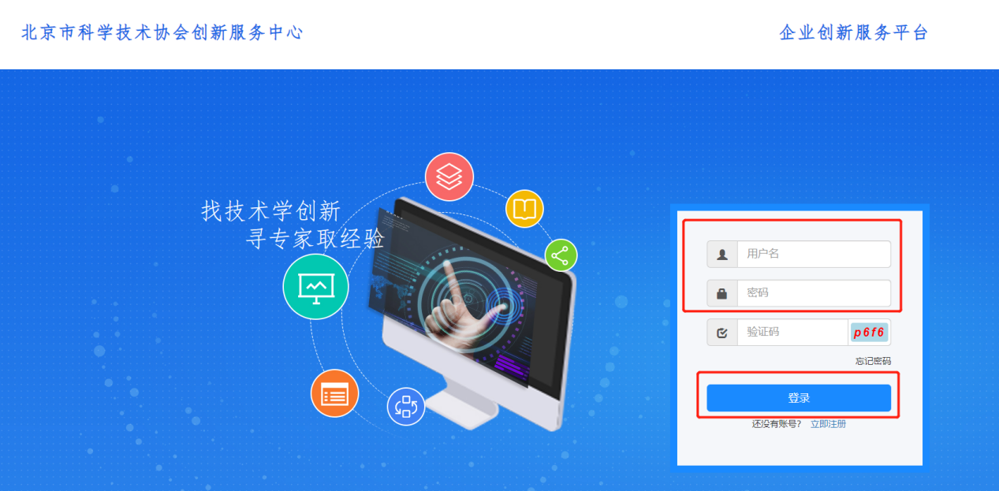 北京市科学技术协会创新服务中心
企业创新服务平台
找技术学创新
寻专家取经验
用户名
密码
验证码 p6f6
忘记密码
登录
还没有账号? 立即注册